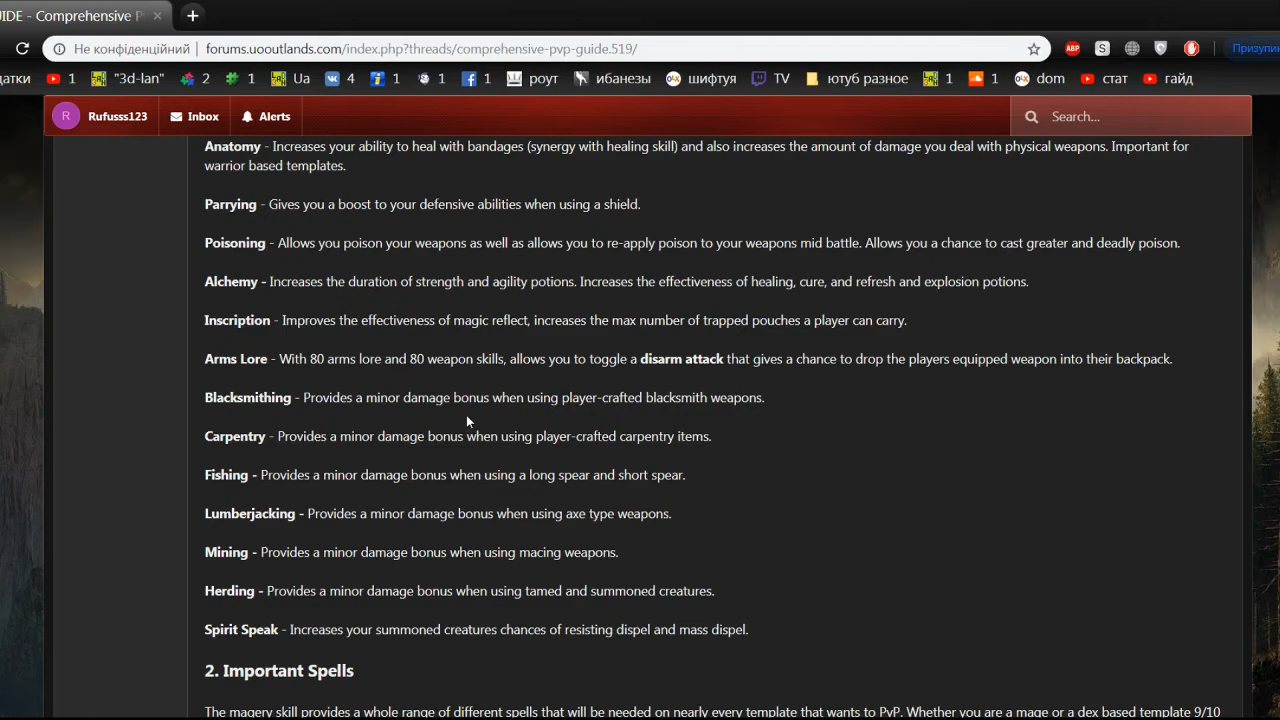 IDE - Comprehensive P
Не конфіденційний forums.uooutlands.com/index.php?threads/comprehensive-pvp-guide.519/
ABP S Призупин
датки 1 "3d-lan" 2 1 Ua 4 1 1 1 роут ибанезы шифтуя TV ютуб разное 1 1 dom стат гайд
R Rufusss123 Inbox Alerts Search...
Anatomy - Increases your ability to heal with bandages (synergy with healing skill) and also increases the amount of damage you deal with physical weapons. Important for
warrior based templates.
Parrying - Gives you a boost to your defensive abilities when using a shield.
Poisoning - Allows you poison your weapons as well as allows you to re-apply poison to your weapons mid battle. Allows you a chance to cast greater and deadly poison.
Alchemy - Increases the duration of strength and agility potions. Increases the effectiveness of healing, cure, and refresh and explosion potions.
Inscription - Improves the effectiveness of magic reflect, increases the max number of trapped pouches a player can carry.
Arms Lore - With 80 arms lore and 80 weapon skills, allows you to toggle a disarm attack that gives a chance to drop the players equipped weapon into their backpack.
Blacksmithing - Provides a minor damage bonus when using player-crafted blacksmith weapons.
Carpentry - Provides a minor damage bonus when using player-crafted carpentry items.
Fishing - Provides a minor damage bonus when using a long spear and short spear.
Lumberjacking - Provides a minor damage bonus when using axe type weapons.
Mining - Provides a minor damage bonus when using macing weapons.
Herding - Provides a minor damage bonus when using tamed and summoned creatures.
Spirit Speak - Increases your summoned creatures chances of resisting dispel and mass dispel.
2. Important Spells
The magery skill provides a whole range of different spells that will be needed on nearly every template that wants to PvP. Whether you are a mage or a dex based template 9/10